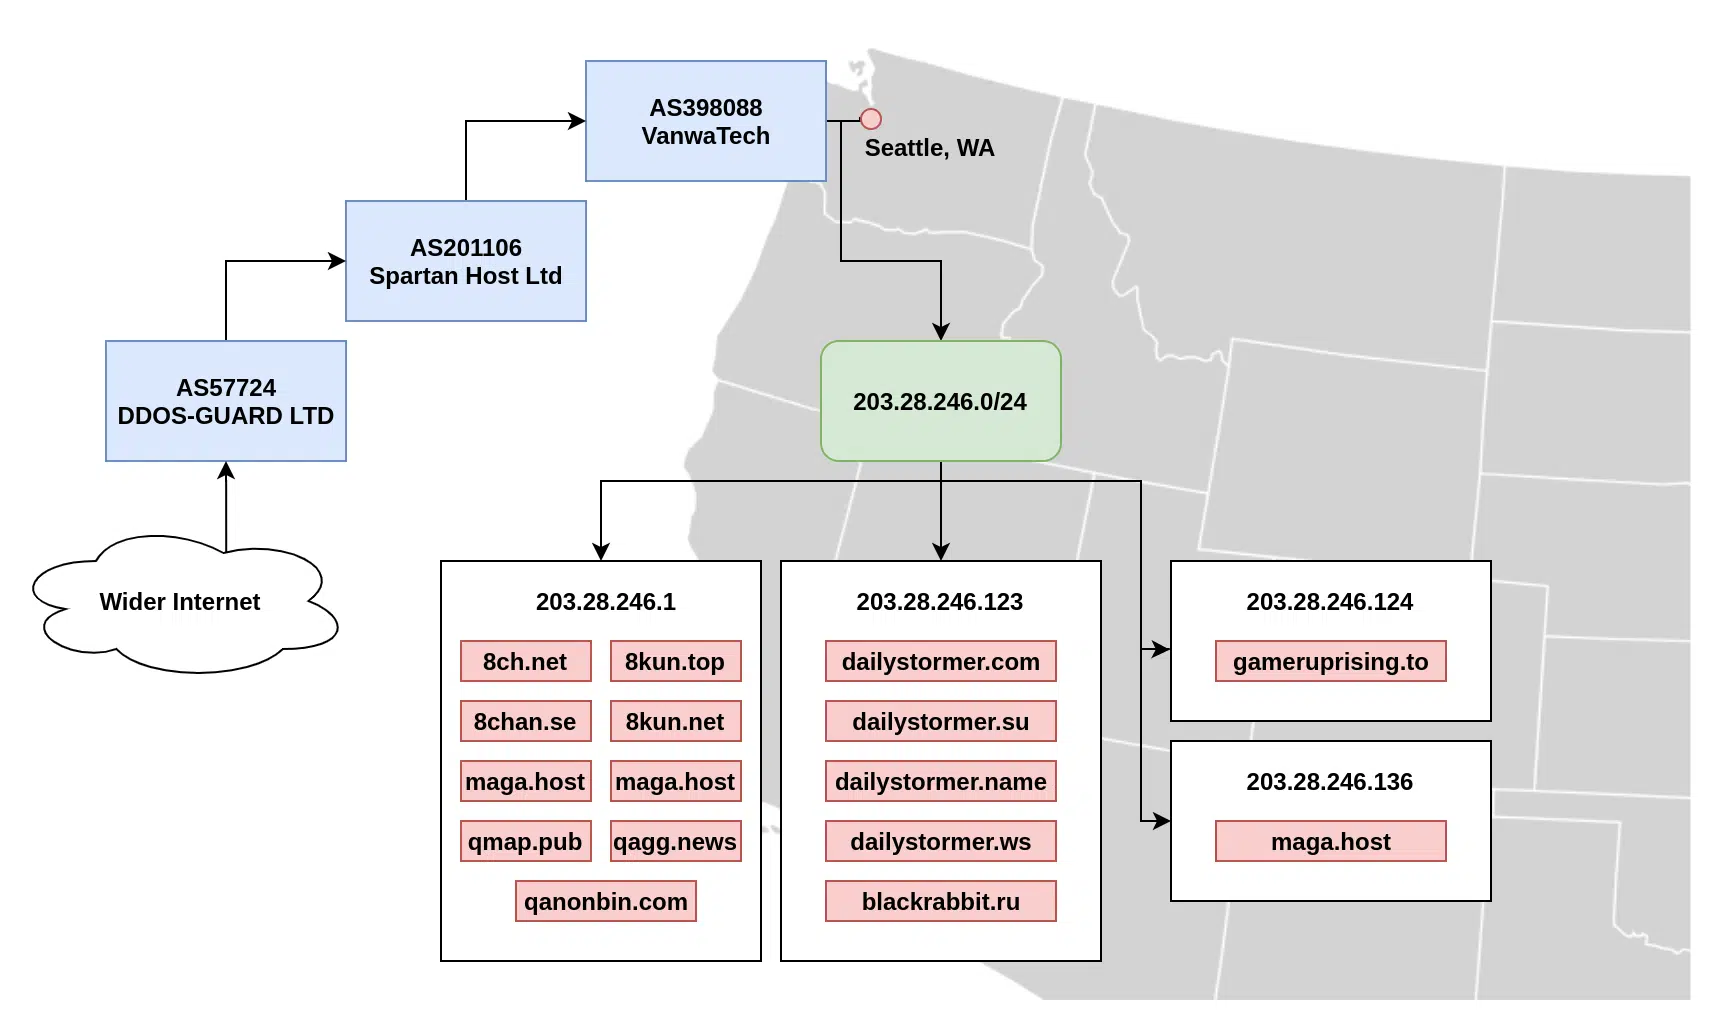 AS398088
VanwaTech
Seattle, WA
AS201106
Spartan Host Ltd
AS57724
DDOS-GUARD LTD
203.28.246.0/24
Wider Internet
203.28.246.1
8ch.net
8kun.top
8chan.se
8kun.net
maga.host
maga.host
qmap.pub
qagg.news
qanonbin.com
203.28.246.123
dailystormer.com
dailystormer.su
dailystormer.name
dailystormer.ws
blackrabbit.ru
203.28.246.124
gameruprising.to
203.28.246.136
maga.host